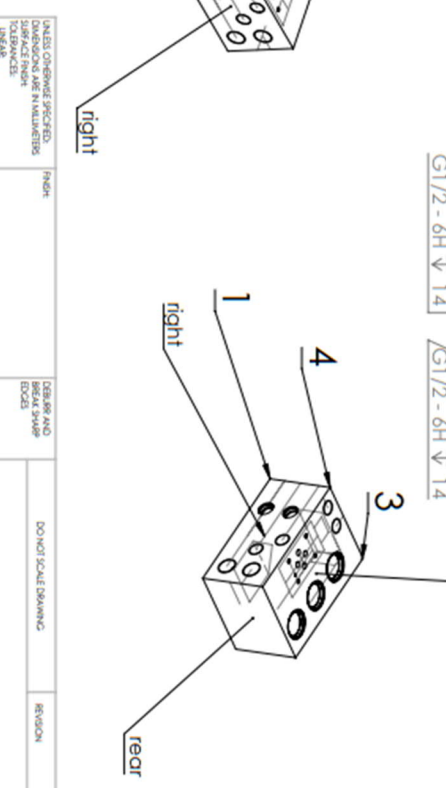 G1/2 - 6H ↓ 14
G1/2 - 6H ↓ 14
right
1
right
4
3
rear
UNLESS OTHERWISE SPECIFIED:
DIMENSIONS ARE IN MILLIMETERS
SURFACE FINISH:
TOLERANCES:
LINEAR:
FINISH:
DEBURR AND
BREAK SHARP
EDGES
DO NOT SCALE DRAWING
REVISION